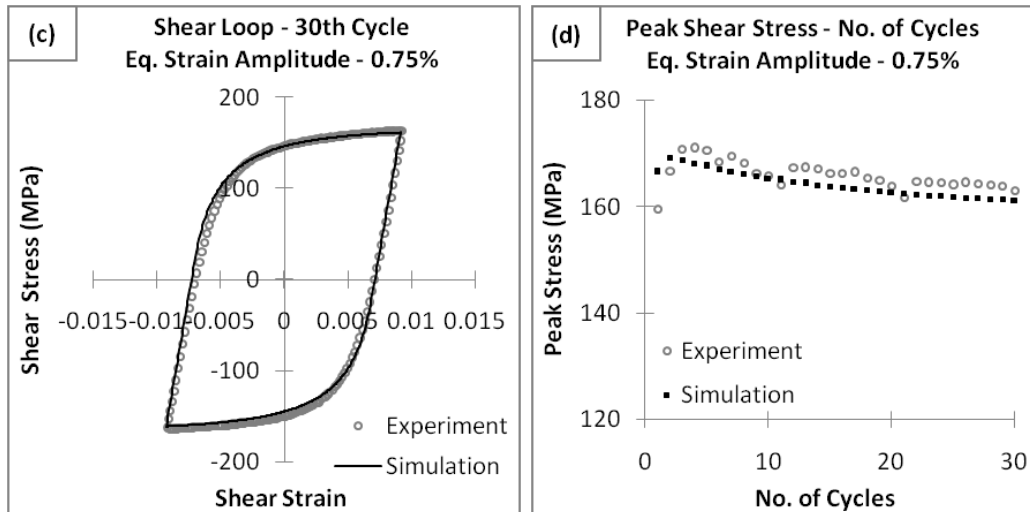 (c)
Shear Loop - 30th Cycle
Eq. Strain Amplitude - 0.75%
200
100
0
-0.015 -0.01 -0.005 0 0.005 0.01 0.015
-100
-200
Shear Stress (MPa)
Experiment
Simulation
Shear Strain
(d)
Peak Shear Stress - No. of Cycles
Eq. Strain Amplitude - 0.75%
180
160
140
120
Peak Stress (MPa)
Experiment
Simulation
0 10 20 30
No. of Cycles